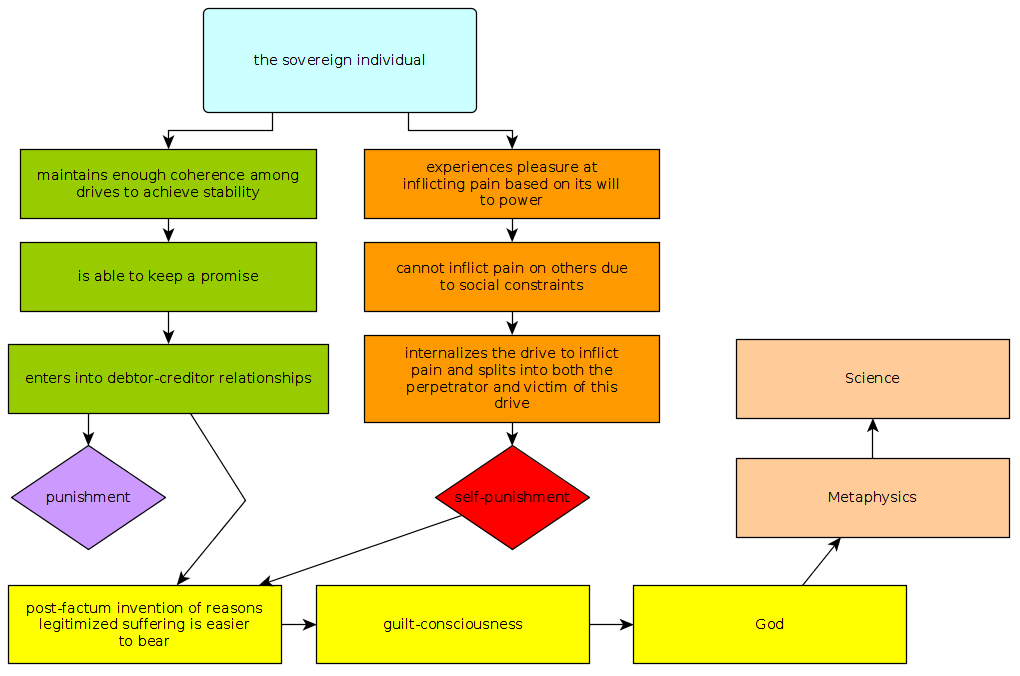 the sovereign individual
maintains enough coherence among
drives to achieve stability
experiences pleasure at
inflicting pain based on its will
to power
is able to keep a promise
cannot inflict pain on others due
to social constraints
enters into debtor-creditor relationships
internalizes the drive to inflict
pain and splits into both the
perpetrator and victim of this
drive
Science
punishment
self-punishment
Metaphysics
post-factum invention of reasons
legitimized suffering is easier
to bear
guilt-consciousness
God